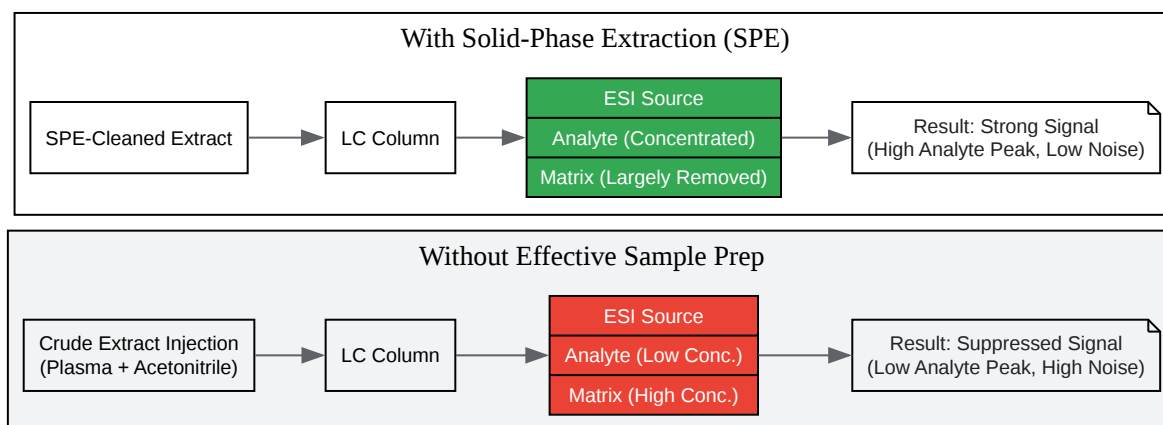 With Solid-Phase Extraction (SPE)
SPE-Cleaned Extract
LC Column
ESI Source
Analyte (Concentrated)
Matrix (Largely Removed)
Result: Strong Signal
(High Analyte Peak, Low Noise)
Without Effective Sample Prep
Crude Extract Injection
(Plasma + Acetonitrile)
LC Column
ESI Source
Analyte (Low Conc.)
Matrix (High Conc.)
Result: Suppressed Signal
(Low Analyte Peak, High Noise)